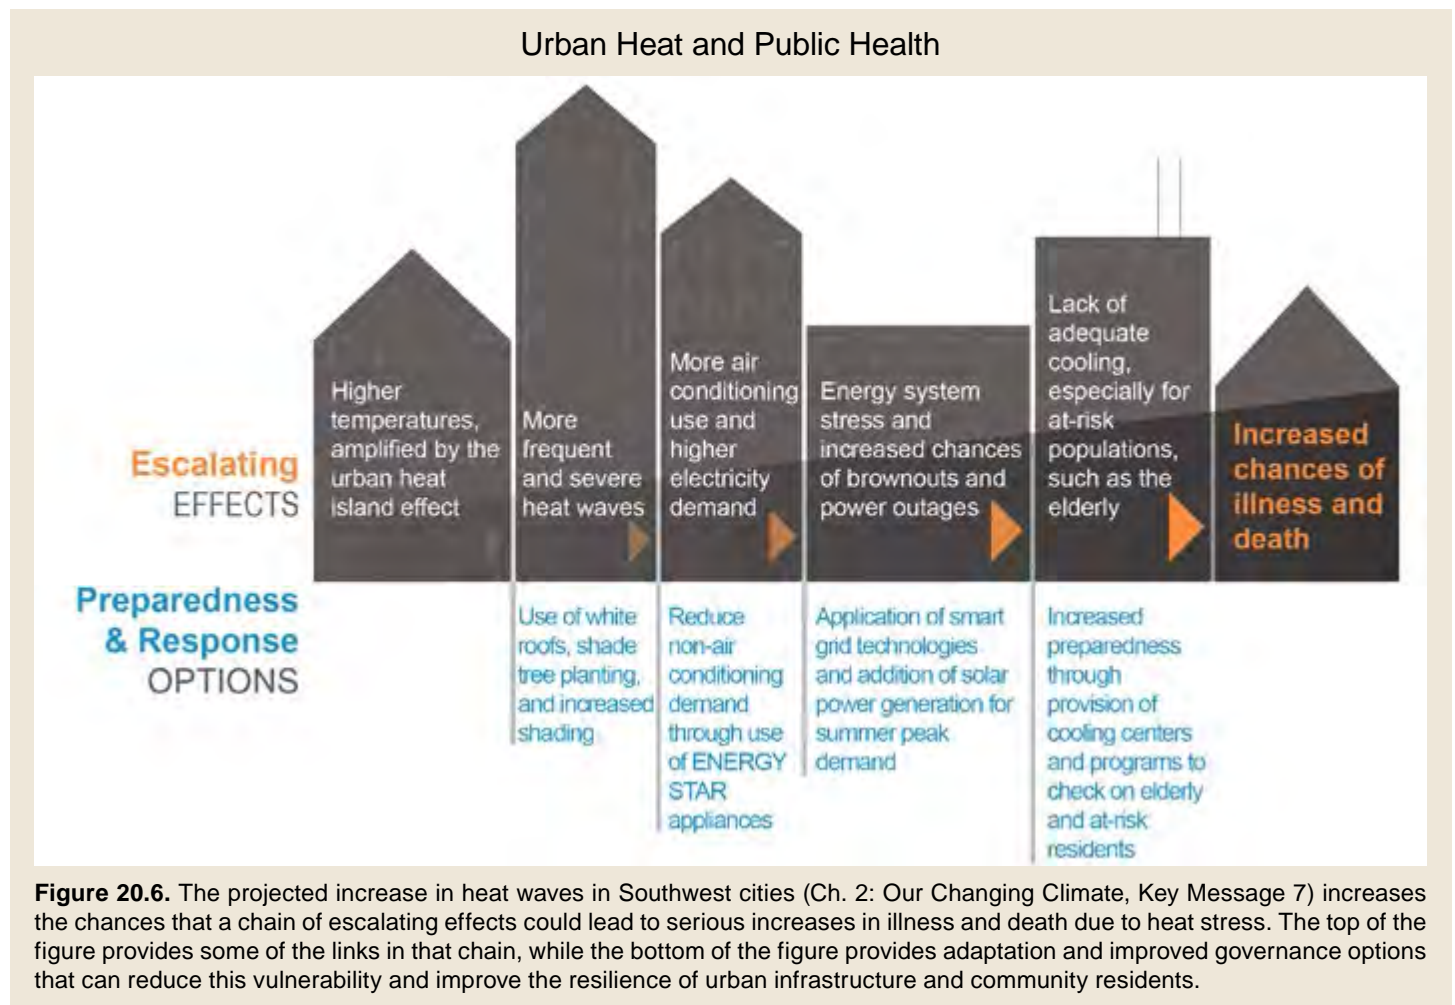 Urban Heat and Public Health
Escalating
EFFECTS
Higher
temperatures,
amplified by the
urban heat
island effect
More
frequent
and severe
heat waves
More air
conditioning
use and
higher
electricity
demand
Energy system
stress and
increased chances
of brownouts and
power outages
Lack of
adequate
cooling,
especially for
at-risk
populations,
such as the
elderly
Increased
chances of
illness and
death
Preparedness
& Response
OPTIONS
Use of white
roofs, shade
tree planting,
and increased
shading
Reduce
non-air
conditioning
demand
through use
of ENERGY
STAR
appliances
Application of smart
grid technologies
and addition of solar
power generation for
summer peak
demand
Increased
preparedness
through
provision of
cooling centers
and programs to
check on elderly
and at-risk
residents
Figure 20.6. The projected increase in heat waves in Southwest cities (Ch. 2: Our Changing Climate, Key Message 7) increases
the chances that a chain of escalating effects could lead to serious increases in illness and death due to heat stress. The top of the
figure provides some of the links in that chain, while the bottom of the figure provides adaptation and improved governance options
that can reduce this vulnerability and improve the resilience of urban infrastructure and community residents.